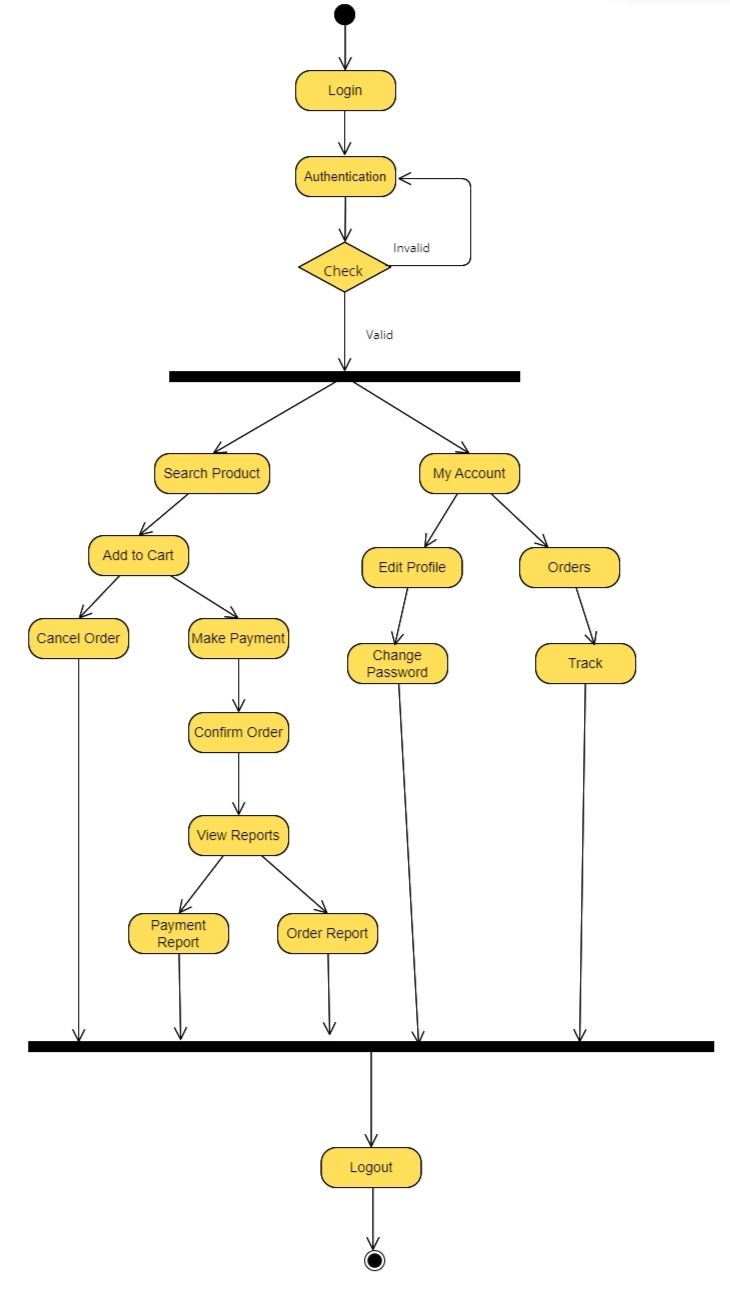 Login
Authentication
Invalid
Check
Valid
Search Product
My Account
Add to Cart
Edit Profile
Orders
Cancel Order
Make Payment
Change
Password
Track
Confirm Order
View Reports
Payment
Report
Order Report
Logout